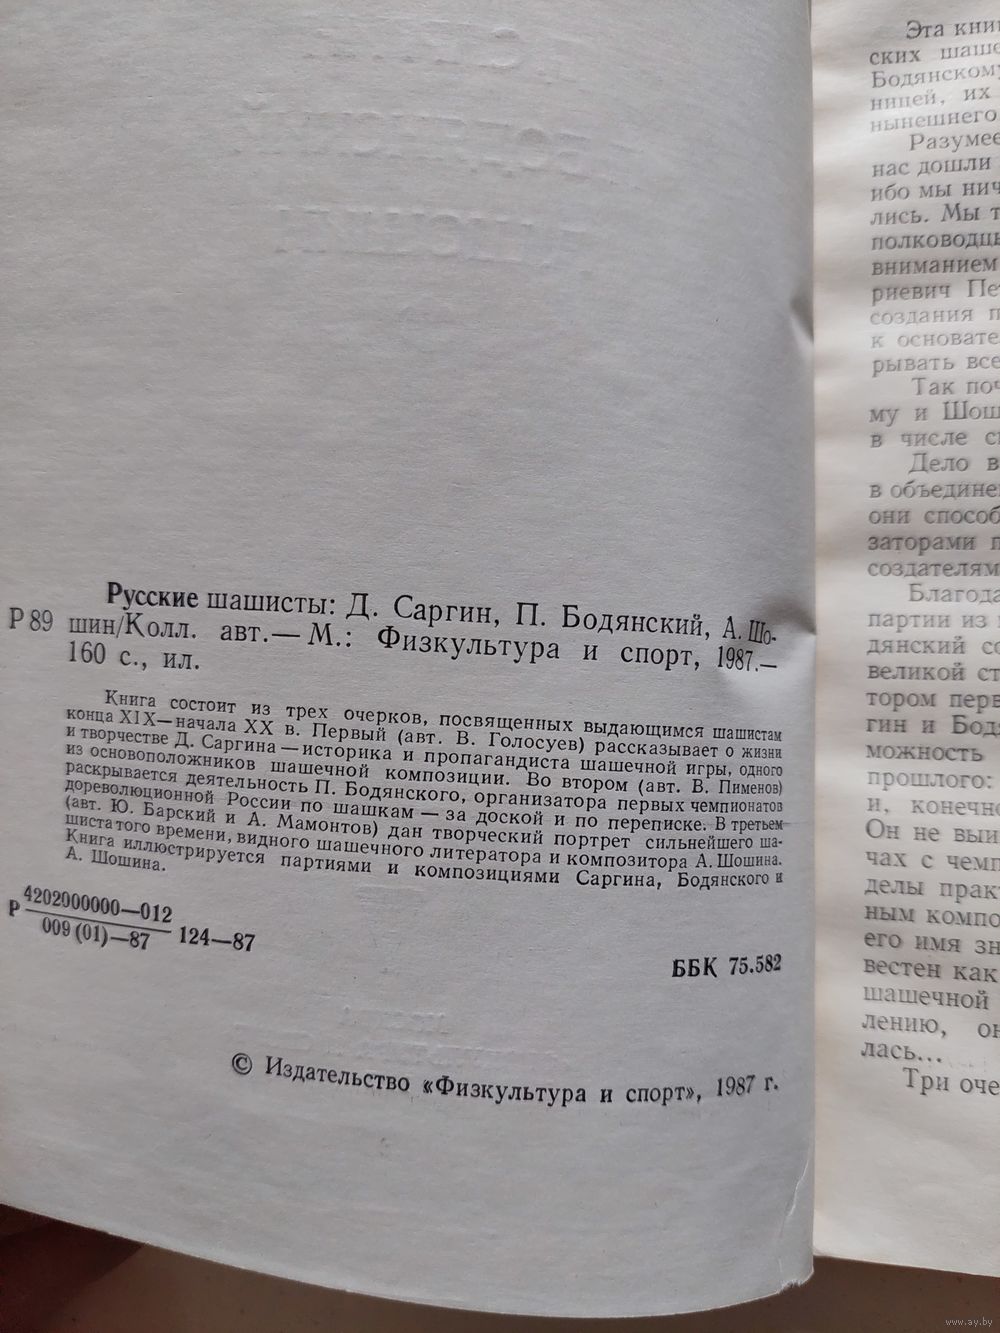 Русские шашисты: Д. Саргин, П. Бодянский, А. Шо-
Р 89 шин/Колл. авт.— М.: Физкультура и спорт, 1987.—
160 с., ил.
Книга состоит из трех очерков, посвященных выдающимся шашистам
конца XIX—начала XX в. Первый (авт. В. Голосуев) рассказывает о жизни
и творчестве Д. Саргина—историка и пропагандиста шашечной игры, одного
из основоположников шашечной композиции. Во втором (авт. В. Пименов)
раскрывается деятельность П. Бодянского, организатора первых чемпионатов
дореволюционной России по шашкам — за доской и по переписке. В третьем
(авт. Ю. Барский и А. Мамонтов) дан творческий портрет сильнейшего ша-
шиста того времени, видного шашечного литератора и композитора А. Шошина.
Книга иллюстрируется партиями и композициями Саргина, Бодянского и
А. Шошина.
4202000000—012
Р 124—87
009 (01)—87
ББК 75.582
© Издательство «Физкультура и спорт», 1987 г.
Эта кни
ских шаше
Бодянскому
ницей, их
нынешнего
Разумее
нас дошли
ибо мы нич
лись. Мы т
полководцы
вниманием
риевич Пе
создания п
к основате
рывать все
Так поч
му и Шош
в числе с
Дело в
в объедине
они способ
заторами п
создателям
Благода
партии из
дянский со
великой ст
тором перв
гин и Бод
можность
прошлого:
и, конечно
Он не выи
чах с чемп
делы практ
ным компо
его имя зн
вестен как
шашечной
лению, он
лась...
Три оче
www.ay.by